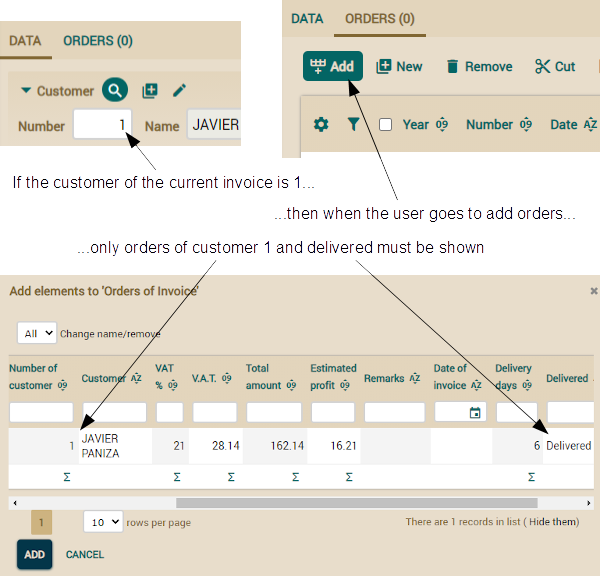 DATA ORDERS (0)
Customer
Number 1 Name JAVIER
DATA ORDERS (0)
Add New Remove Cut
Year Number Date
If the customer of the current invoice is 1...
...then when the user goes to add orders...
...only orders of customer 1 and delivered must be shown
Add elements to 'Orders of Invoice'
All Change name/remove
Number of customer Customer VAT % V.A.T. Total amount Estimated profit Remarks Date of invoice Delivery days Delivered
1 JAVIER PANIZA 21 28.14 162.14 16.21 6 Delivered
Σ Σ Σ Σ Σ Σ
1 10 rows per page There are 1 records in list ( Hide them)
ADD CANCEL